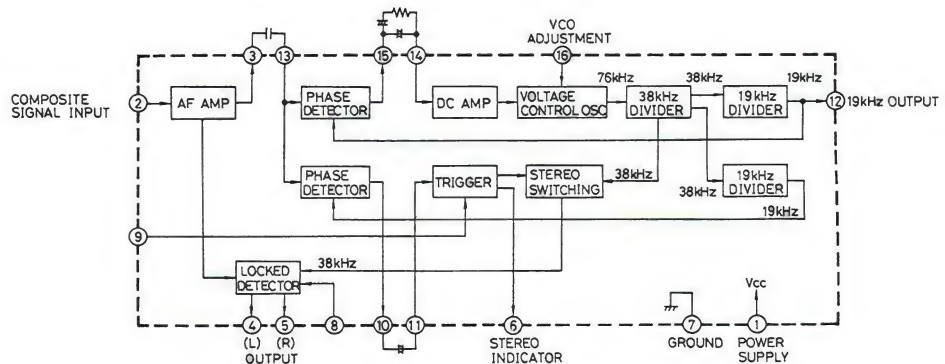 VCO
ADJUSTMENT
3
13
15
14
16
76kHz
38kHz
19kHz
COMPOSITE
SIGNAL INPUT
2
AF AMP
PHASE
DETECTOR
DC AMP
VOLTAGE
CONTROL OSC
38kHz
DIVIDER
19kHz
DIVIDER
12
19kHz OUTPUT
PHASE
DETECTOR
TRIGGER
STEREO
SWITCHING
38kHz
38kHz
19kHz
DIVIDER
19kHz
9
LOCKED
DETECTOR
38kHz
Vcc
4
5
8
10
11
6
7
1
(L)
(R)
OUTPUT
STEREO
INDICATOR
GROUND
POWER
SUPPLY